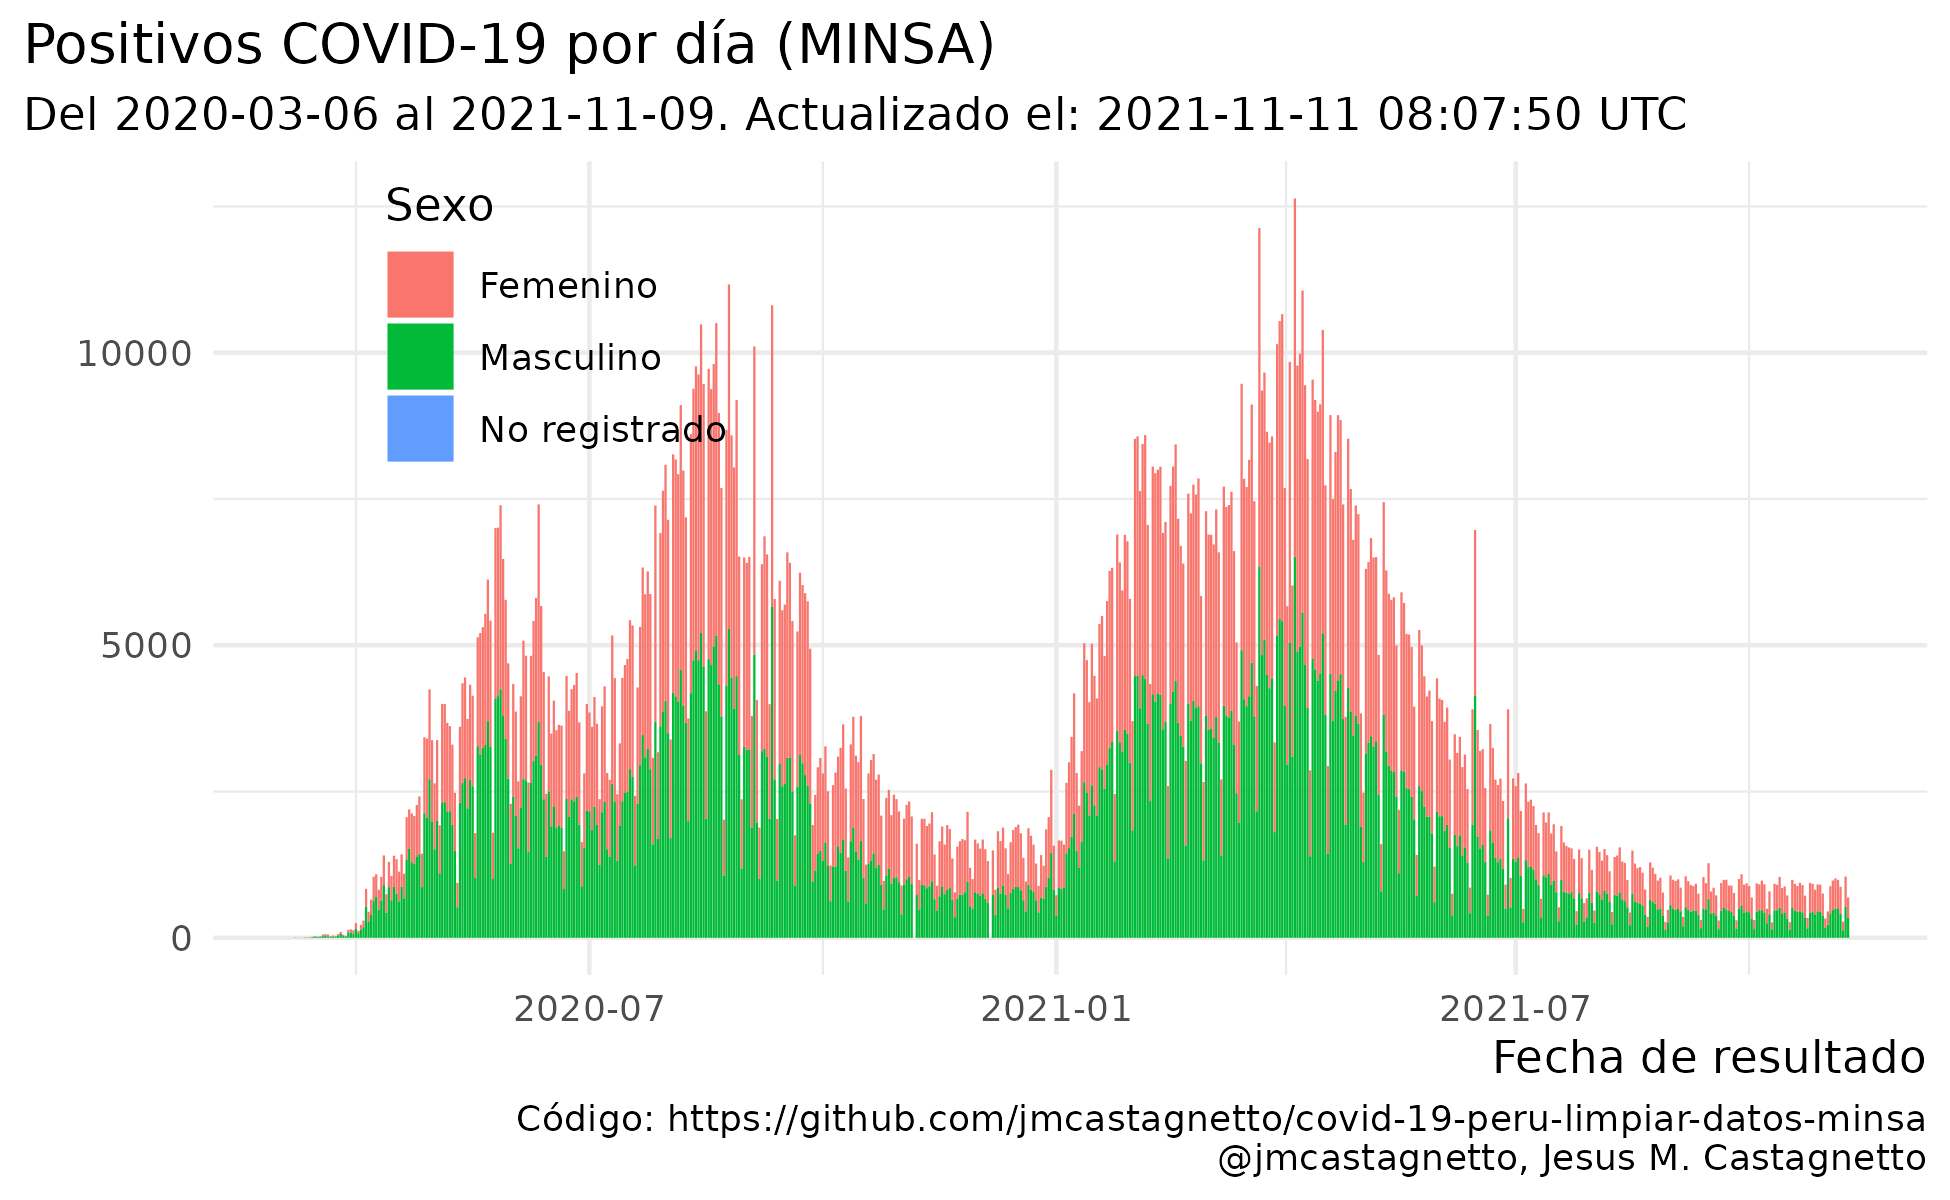 Positivos COVID-19 por día (MINSA)
Del 2020-03-06 al 2021-11-09. Actualizado el: 2021-11-11 08:07:50 UTC
Sexo
Femenino
Masculino
No registrado
10000
5000
0
2020-07
2021-01
2021-07
Fecha de resultado
Código: https://github.com/jmcastagnetto/covid-19-peru-limpiar-datos-minsa
@jmcastagnetto, Jesus M. Castagnetto